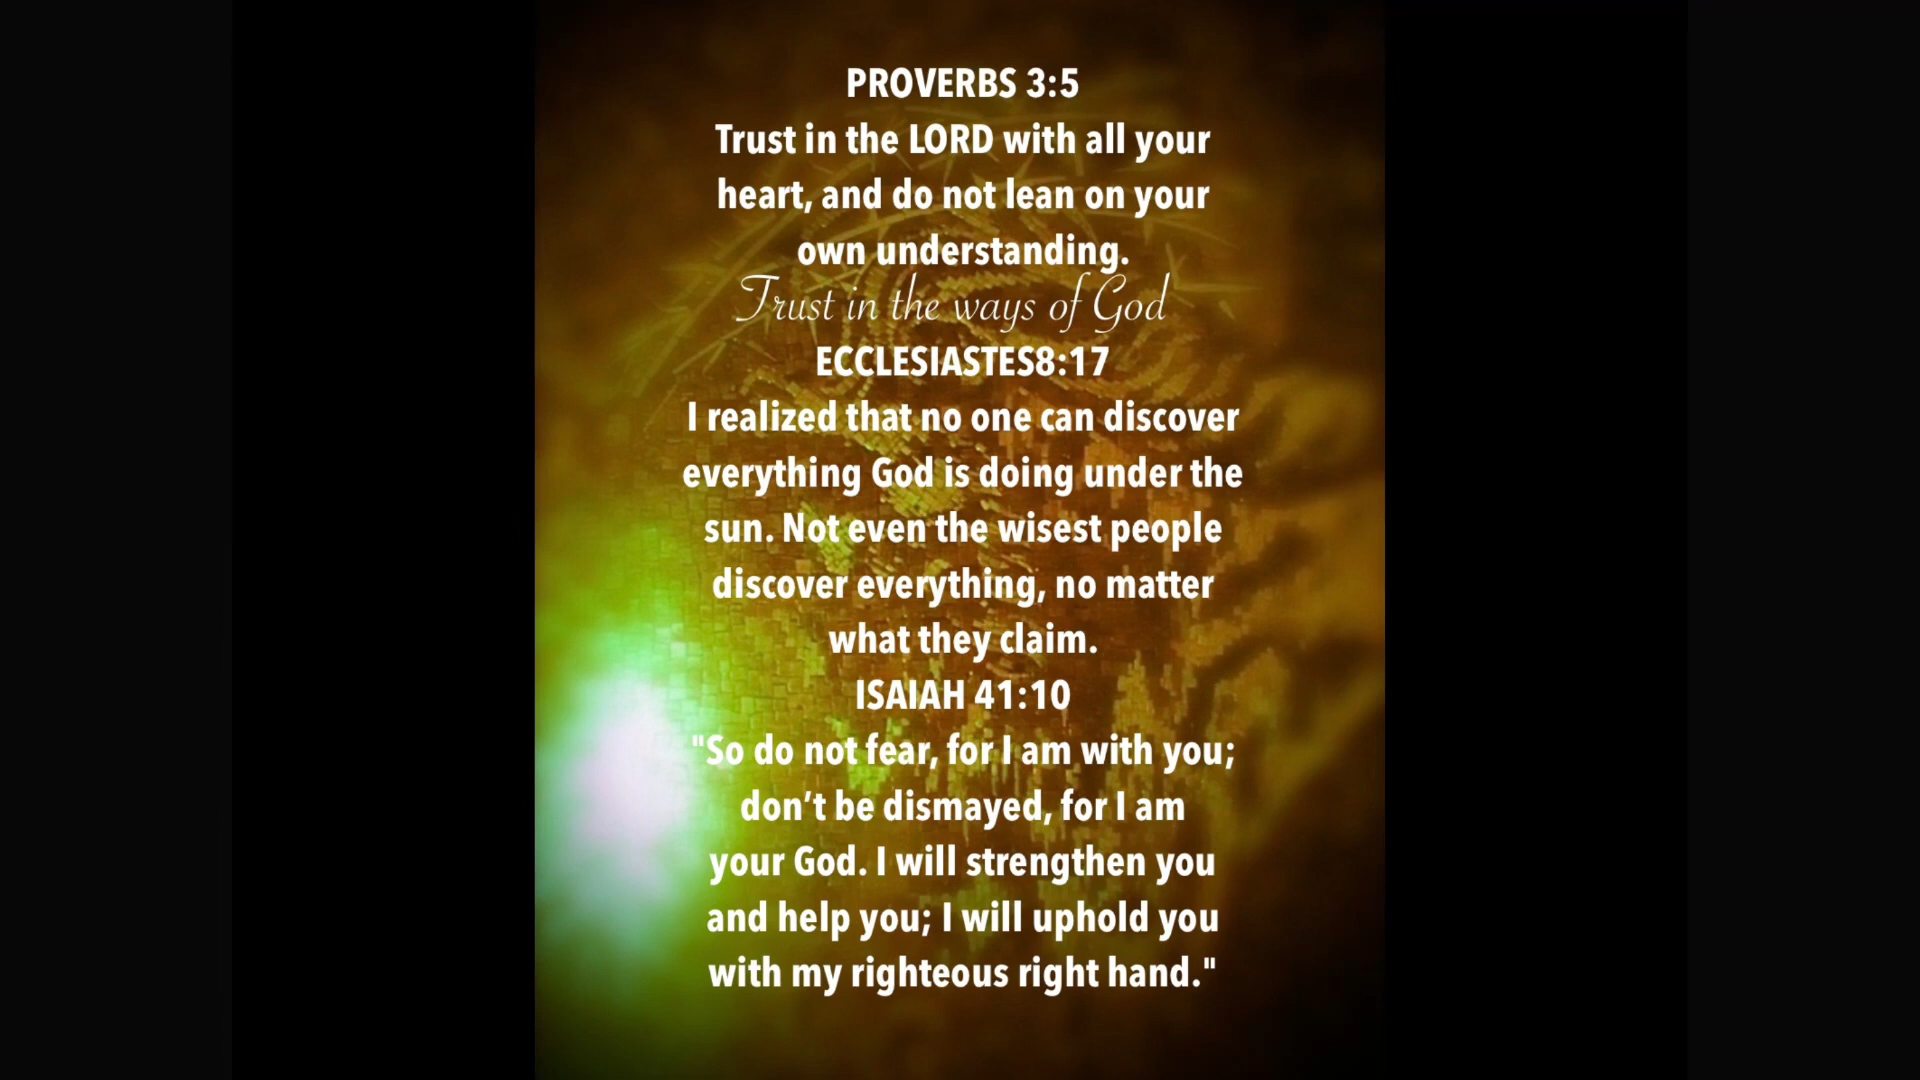 PROVERBS 3:5
Trust in the LORD with all your
heart, and do not lean on your
own understanding.
Trust in the ways of God
ECCLESIASTES8:17
I realized that no one can discover
everything God is doing under the
sun. Not even the wisest people
discover everything, no matter
what they claim.
ISAIAH 41:10
"So do not fear, for I am with you;
don’t be dismayed, for I am
your God. I will strengthen you
and help you; I will uphold you
with my righteous right hand."